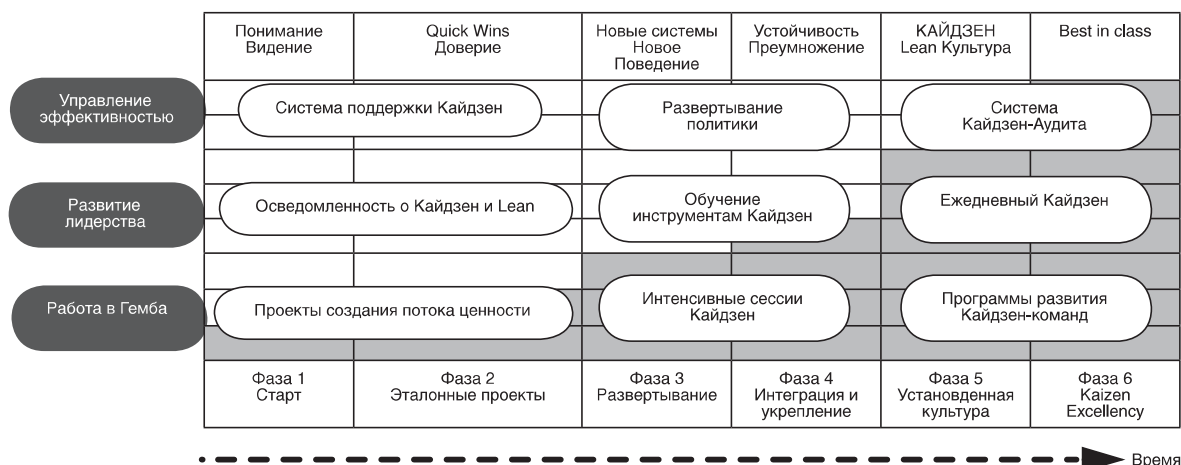 Понимание
Видение
Quick Wins
Доверие
Новые системы
Новое
Поведение
Устойчивость
Преумножение
КАЙДЗЕН
Lean Культура
Best in class
Управление
эффективностью
Система поддержки Кайдзен
Развертывание
политики
Система
Кайдзен-Аудита
Развитие
лидерства
Осведомленность о Кайдзен и Lean
Обучение
инструментам Кайдзен
Ежедневный Кайдзен
Работа в Гемба
Проекты создания потока ценности
Интенсивные сессии
Кайдзен
Программы развития
Кайдзен-команд
Фаза 1
Старт
Фаза 2
Эталонные проекты
Фаза 3
Развертывание
Фаза 4
Интеграция и
укрепление
Фаза 5
Установденная
культура
Фаза 6
Kaizen
Excellency
Время